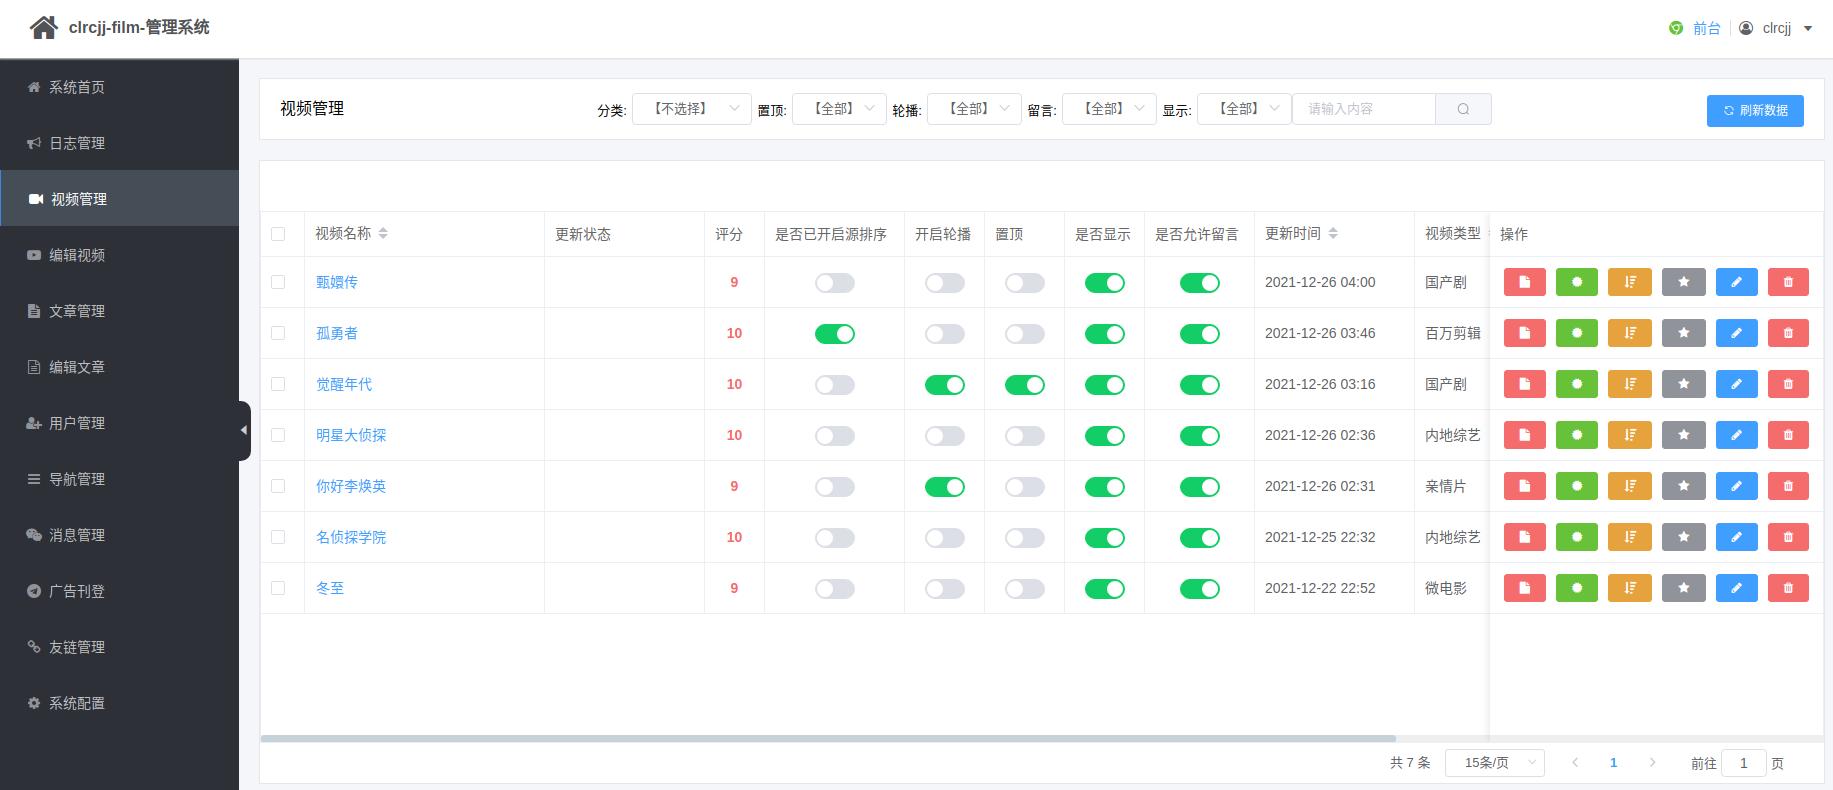 clrcjj-film-管理系统
前台 clrcjj
系统首页
日志管理
视频管理
编辑视频
文章管理
编辑文章
用户管理
导航管理
消息管理
广告刊登
友链管理
系统配置
视频管理 分类: 【不选择】 置顶: 【全部】 轮播: 【全部】 留言: 【全部】 显示: 【全部】 请输入内容 刷新数据
视频名称 更新状态 评分 是否已开启源排序 开启轮播 置顶 是否显示 是否允许留言 更新时间 视频类型 操作
甄嬛传 9 2021-12-26 04:00 国产剧
孤勇者 10 2021-12-26 03:46 百万剪辑
觉醒年代 10 2021-12-26 03:16 国产剧
明星大侦探 10 2021-12-26 02:36 内地综艺
你好李焕英 9 2021-12-26 02:31 亲情片
名侦探学院 10 2021-12-25 22:32 内地综艺
冬至 9 2021-12-22 22:52 微电影
共 7 条 15条/页 1 前往 1 页